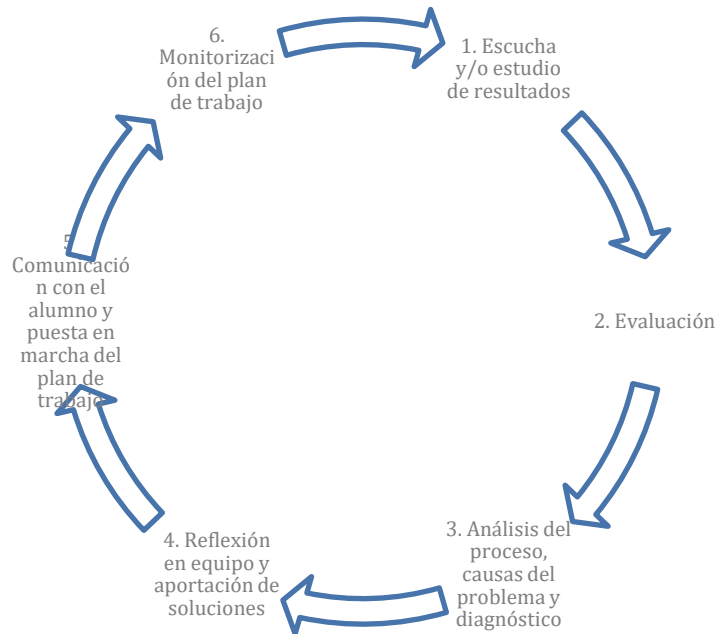 1. Escucha
y/o estudio
de resultados
2. Evaluación
3. Análisis del
proceso,
causas del
problema y
diagnóstico
4. Reflexión
en equipo y
aportación de
soluciones
5.
Comunicació
n con el
alumno y
puesta en
marcha del
plan de
trabajo
6.
Monitorizaci
ón del plan
de trabajo